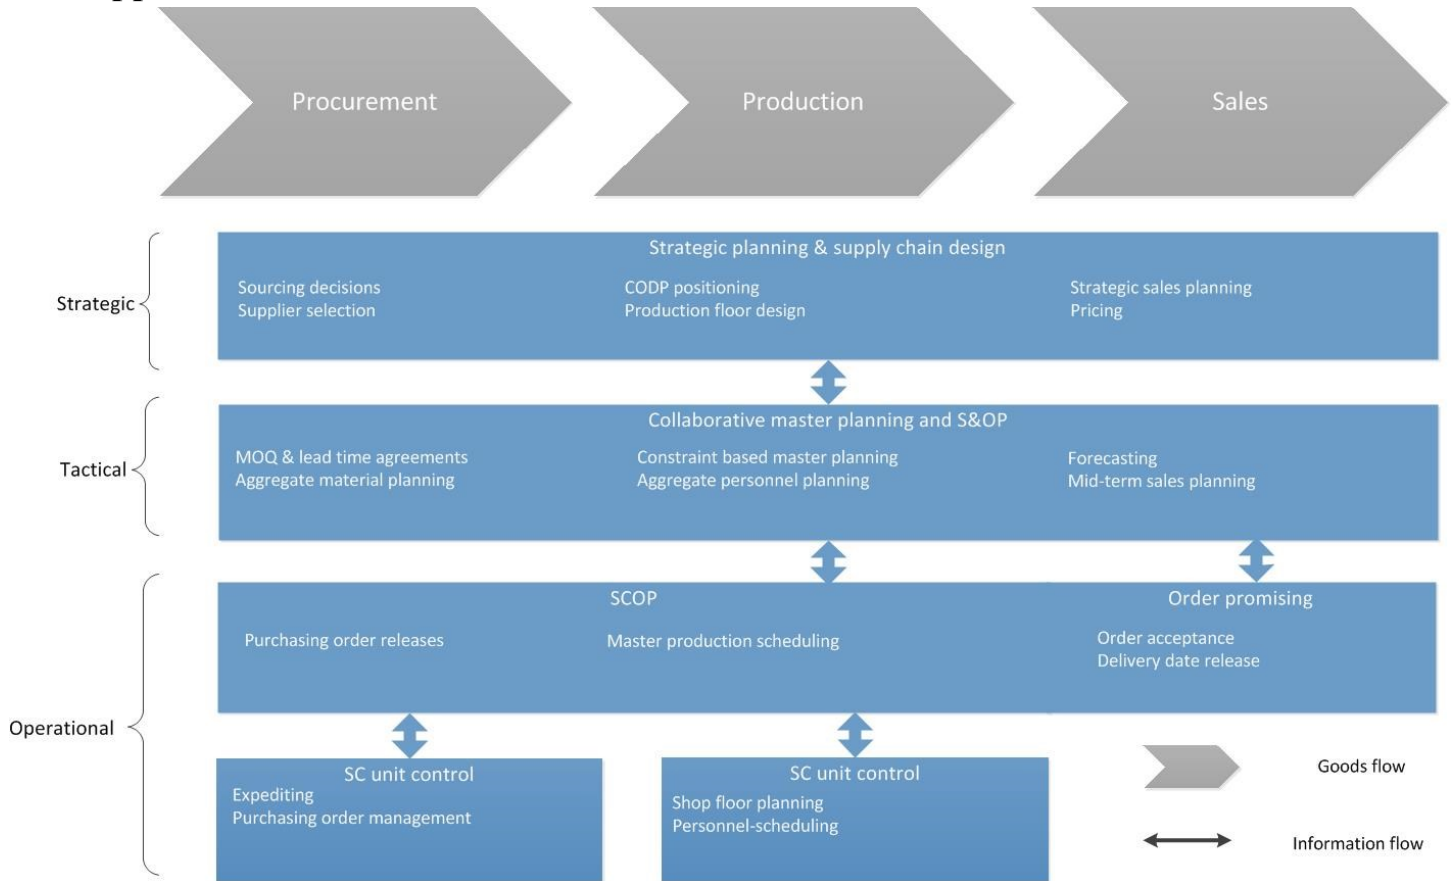 Procurement
Production
Sales
Strategic
Strategic planning & supply chain design
Sourcing decisions
Supplier selection
CODP positioning
Production floor design
Strategic sales planning
Pricing
Tactical
Collaborative master planning and S&OP
MOQ & lead time agreements
Aggregate material planning
Constraint based master planning
Aggregate personnel planning
Forecasting
Mid-term sales planning
Operational
SCOP
Purchasing order releases
Master production scheduling
Order promising
Order acceptance
Delivery date release
SC unit control
Expediting
Purchasing order management
SC unit control
Shop floor planning
Personnel-scheduling
Goods flow
Information flow